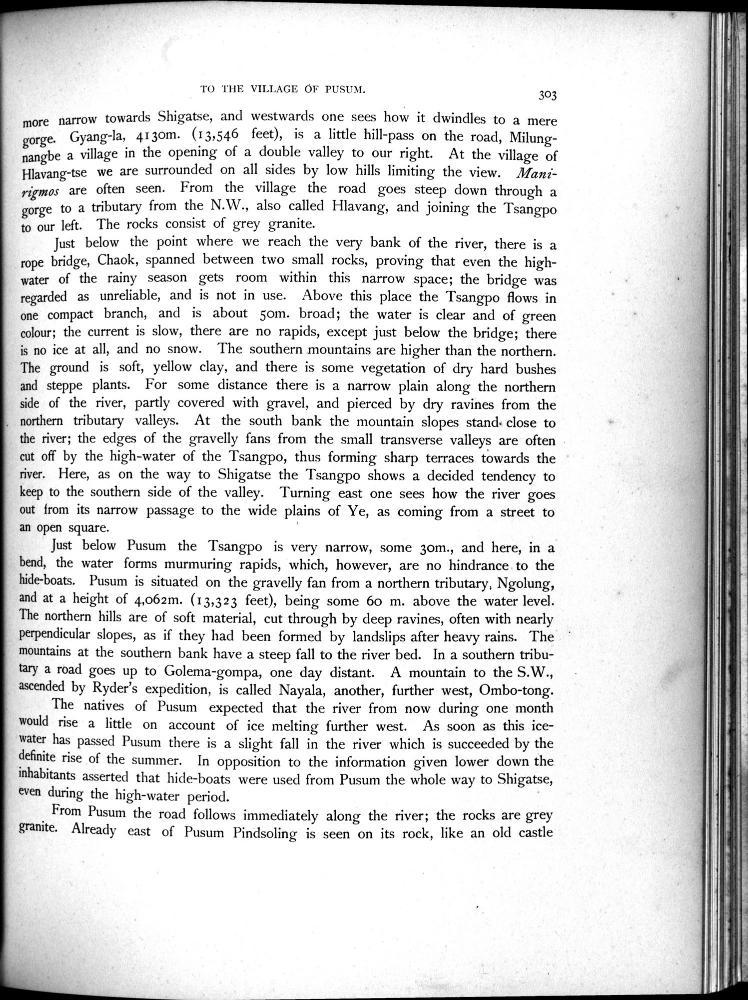 TO THE VILLAGE OF PUSUM.
303
more narrow towards Shigatse, and westwards one sees how it dwindles to a mere
gorge. Gyang-la, 4130m. (13,546 feet), is a little hill-pass on the road, Milung-
nangbe a village in the opening of a double valley to our right. At the village of
Hlavang-tse we are surrounded on all sides by low hills limiting the view. Mani-
rigmos are often seen. From the village the road goes steep down through a
gorge to a tributary from the N.W., also called Hlavang, and joining the Tsangpo
to our left. The rocks consist of grey granite.
Just below the point where we reach the very bank of the river, there is a
rope bridge, Chaok, spanned between two small rocks, proving that even the high-
water of the rainy season gets room within this narrow space; the bridge was
regarded as unreliable, and is not in use. Above this place the Tsangpo flows in
one compact branch, and is about 50m. broad; the water is clear and of green
colour; the current is slow, there are no rapids, except just below the bridge; there
is no ice at all, and no snow. The southern mountains are higher than the northern.
The ground is soft, yellow clay, and there is some vegetation of dry hard bushes
and steppe plants. For some distance there is a narrow plain along the northern
side of the river, partly covered with gravel, and pierced by dry ravines from the
northern tributary valleys. At the south bank the mountain slopes stand close to
the river; the edges of the gravelly fans from the small transverse valleys are often
cut off by the high-water of the Tsangpo, thus forming sharp terraces towards the
river. Here, as on the way to Shigatse the Tsangpo shows a decided tendency to
keep to the southern side of the valley. Turning east one sees how the river goes
out from its narrow passage to the wide plains of Ye, as coming from a street to
an open square.
Just below Pusum the Tsangpo is very narrow, some 30m., and here, in a
bend, the water forms murmuring rapids, which, however, are no hindrance to the
hide-boats. Pusum is situated on the gravelly fan from a northern tributary, Ngolung,
and at a height of 4,062m. (13,323 feet), being some 60 m. above the water level.
The northern hills are of soft material, cut through by deep ravines, often with nearly
perpendicular slopes, as if they had been formed by landslips after heavy rains. The
mountains at the southern bank have a steep fall to the river bed. In a southern tribu-
tary a road goes up to Golema-gompa, one day distant. A mountain to the S.W.,
ascended by Ryder's expedition, is called Nayala, another, further west, Ombo-tong.
The natives of Pusum expected that the river from now during one month
would rise a little on account of ice melting further west. As soon as this ice-
water has passed Pusum there is a slight fall in the river which is succeeded by the
definite rise of the summer. In opposition to the information given lower down the
inhabitants asserted that hide-boats were used from Pusum the whole way to Shigatse,
even during the high-water period.
From Pusum the road follows immediately along the river; the rocks are grey
granite. Already east of Pusum Pindsoling is seen on its rock, like an old castle